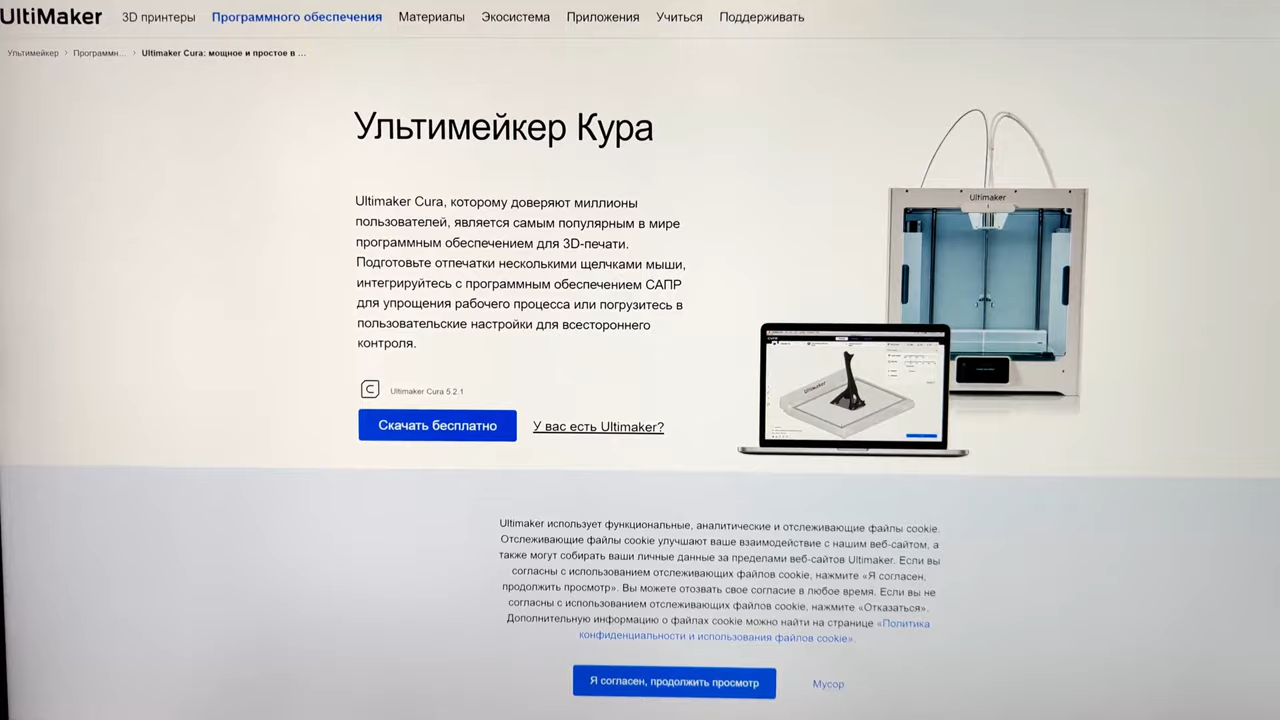 UltiMaker
3D принтеры Программного обеспечения Материалы Экосистема Приложения Учиться Поддерживать
Ультимейкер > Программн... > Ultimaker Cura: мощное и простое в ...
Ультимейкер Кура
Ultimaker Cura, которому доверяют миллионы
пользователей, является самым популярным в мире
программным обеспечением для 3D-печати.
Подготовьте отпечатки несколькими щелчками мыши,
интегрируйтесь с программным обеспечением САПР
для упрощения рабочего процесса или погрузитесь в
пользовательские настройки для всестороннего
контроля.
Ultimaker Cura 5.2.1
Скачать бесплатно У вас есть Ultimaker?
Ultimaker
Ultimaker
Ultimaker использует функциональные, аналитические и отслеживающие файлы cookie.
Отслеживающие файлы cookie улучшают ваше взаимодействие с нашим веб-сайтом, а
также могут собирать ваши личные данные за пределами веб-сайтов Ultimaker. Если вы
согласны с использованием отслеживающих файлов cookie, нажмите «Я согласен,
продолжить просмотр». Вы можете отозвать свое согласие в любое время. Если вы не
согласны с использованием отслеживающих файлов cookie, нажмите «Отказаться».
Дополнительную информацию о файлах cookie можно найти на странице «Политика
конфиденциальности и использования файлов cookie».
Я согласен, продолжить просмотр Мусор